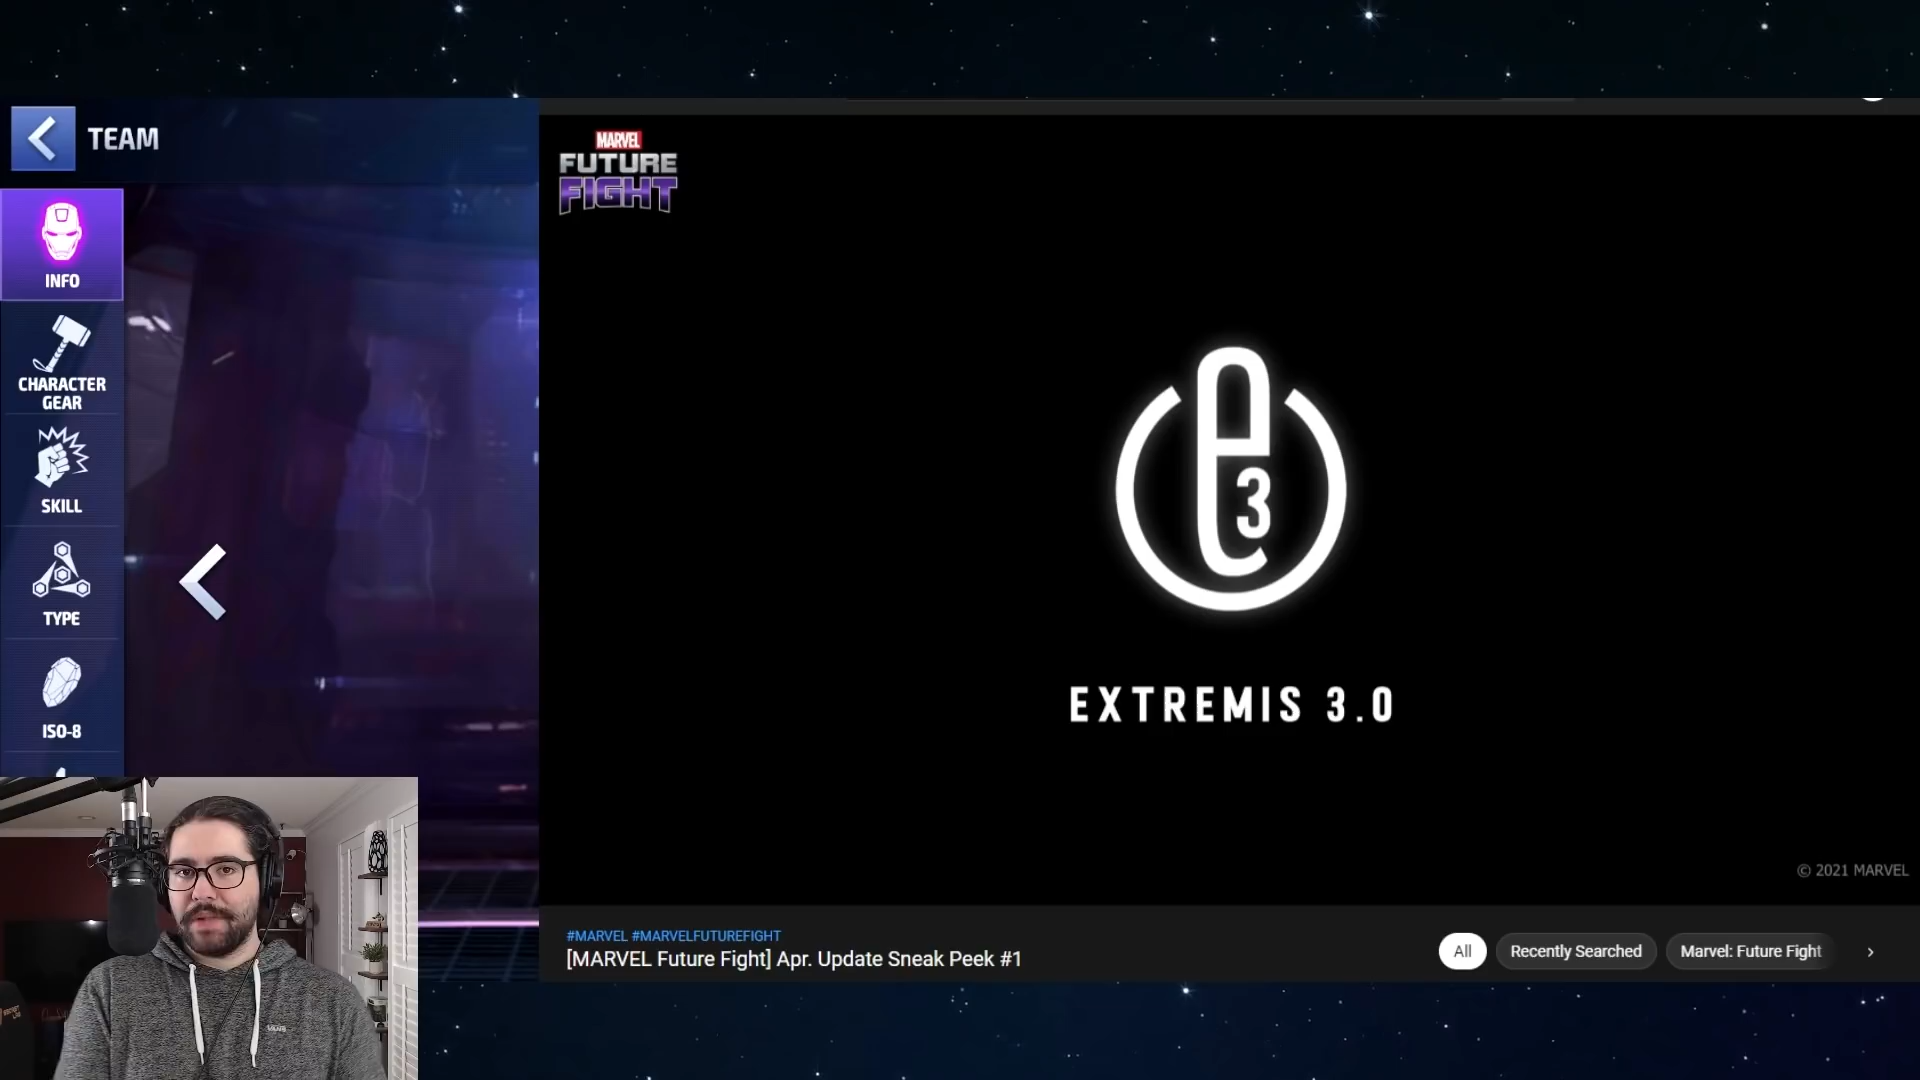 TEAM
INFO
CHARACTER
GEAR
SKILL
TYPE
ISO-8
MARVEL
FUTURE
FIGHT
3
EXTREMIS 3.0
© 2021 MARVEL
#MARVEL #MARVELFUTUREFIGHT
[MARVEL Future Fight] Apr. Update Sneak Peek #1
All
Recently Searched
Marvel: Future Fight
VANS